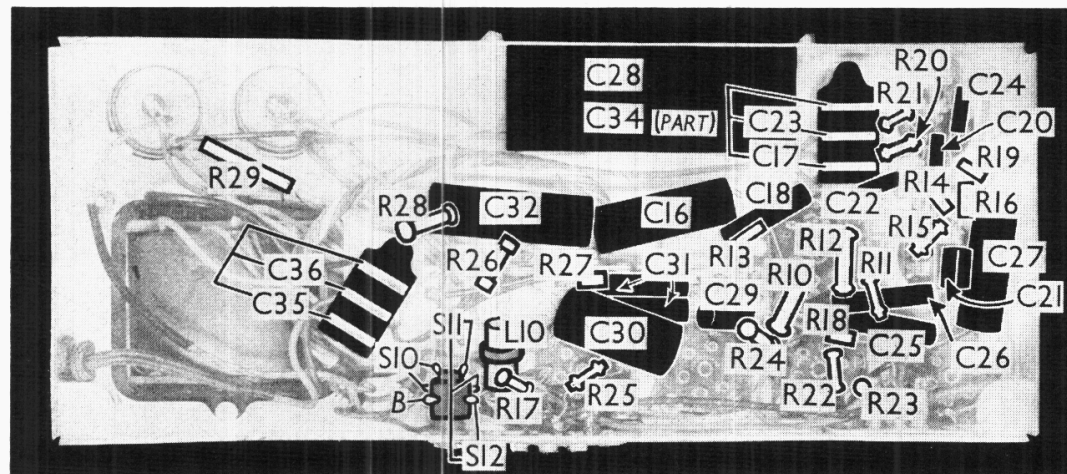 C28
R20
C24
R21
C34 (PART)
C23
C20
C17
R19
R14
R29
C18
C22
R16
R28
C32
C16
R15
R12
R13
C27
C36
R26
R27
C31
R11
R10
C21
C35
C29
S11
L10
C30
R18
C25
S10
R24
C26
B
R17
R25
R22
R23
S12